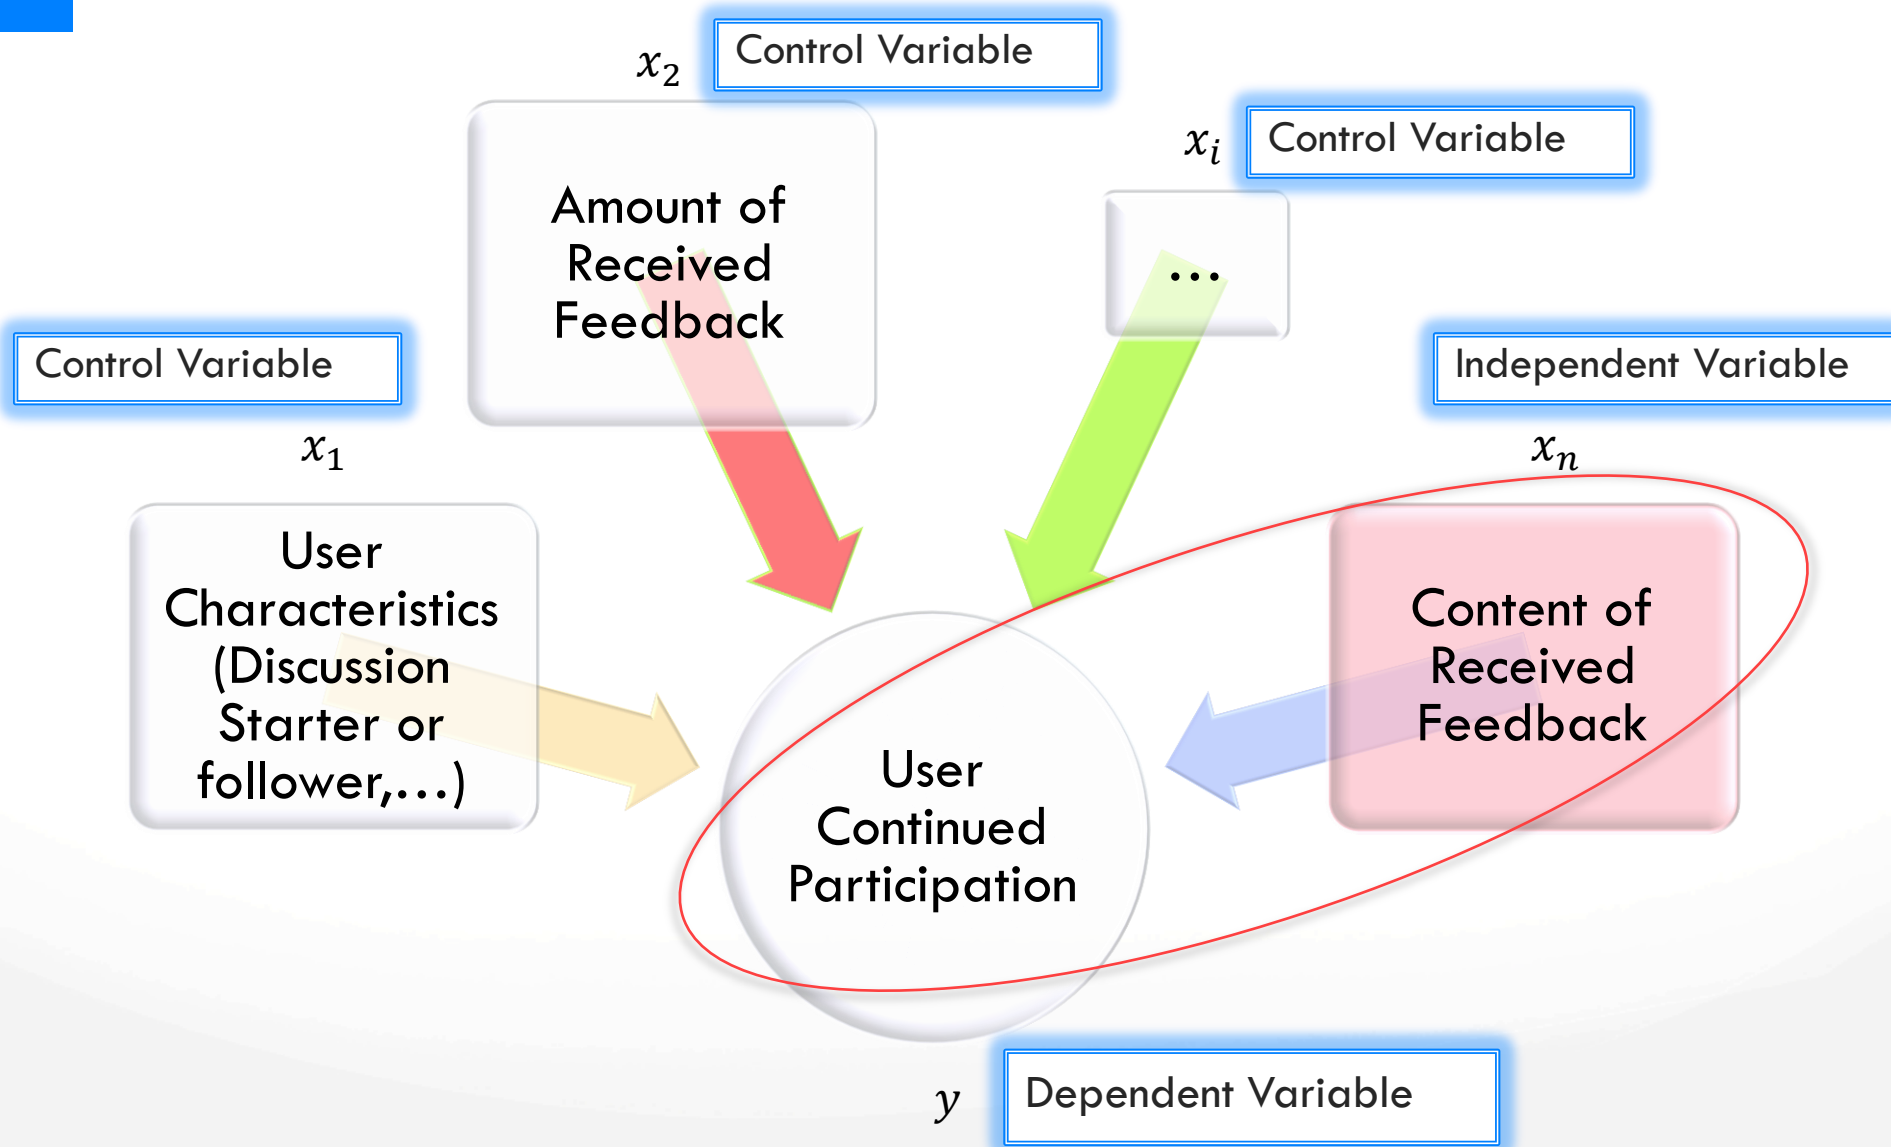 x₂
Control Variable
Amount of
Received
Feedback
xᵢ
Control Variable
...
Control Variable
x₁
User
Characteristics
(Discussion
Starter or
follower,...)
Independent Variable
xₙ
Content of
Received
Feedback
User
Continued
Participation
y
Dependent Variable